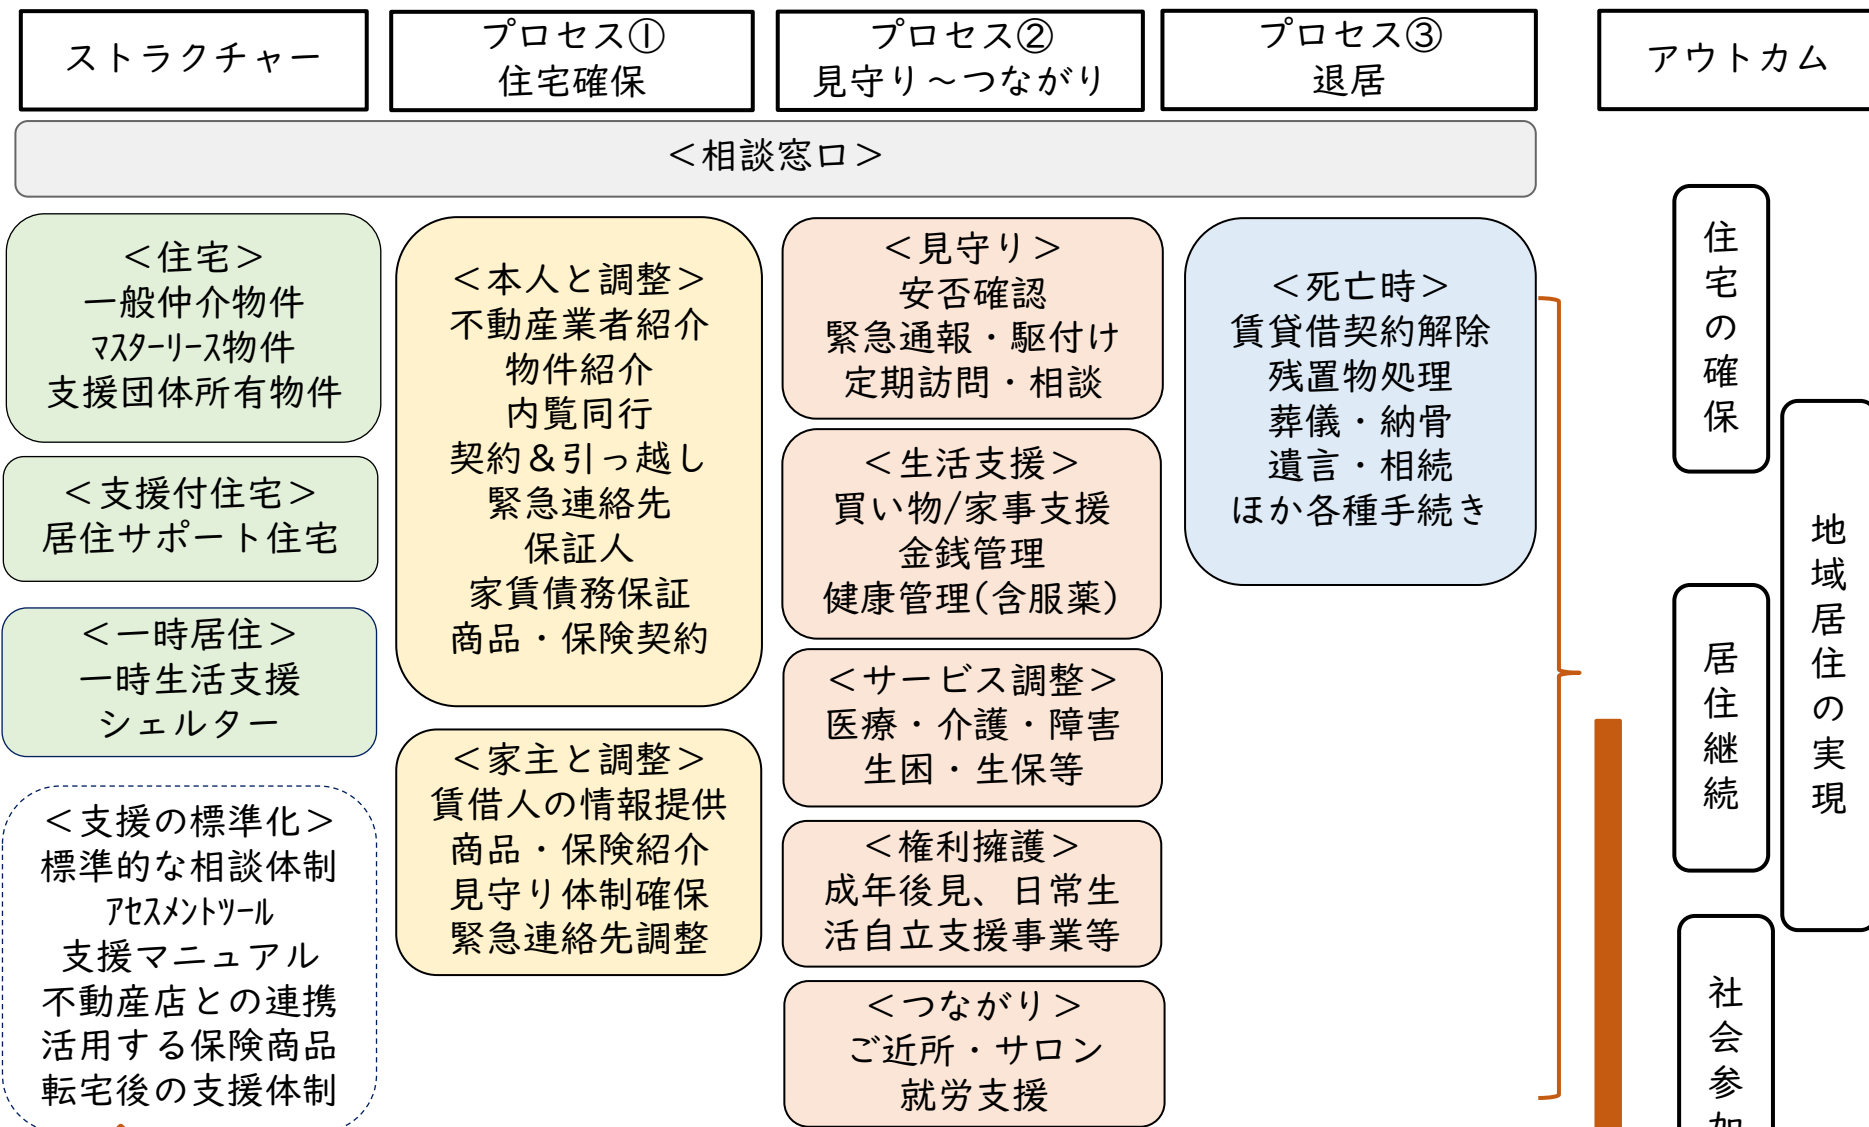 ストラクチャー
プロセス①
住宅確保
プロセス②
見守り～つながり
プロセス③
退居
アウトカム
＜相談窓口＞
＜住宅＞
一般仲介物件
ﾏｽﾀｰﾘｰｽ物件
支援団体所有物件
＜支援付住宅＞
居住サポート住宅
＜一時居住＞
一時生活支援
シェルター
＜支援の標準化＞
標準的な相談体制
ｱｾｽﾒﾝﾄﾂｰﾙ
支援マニュアル
不動産店との連携
活用する保険商品
転宅後の支援体制
＜本人と調整＞
不動産業者紹介
物件紹介
内覧同行
契約＆引っ越し
緊急連絡先
保証人
家賃債務保証
商品・保険契約
＜家主と調整＞
賃借人の情報提供
商品・保険紹介
見守り体制確保
緊急連絡先調整
＜見守り＞
安否確認
緊急通報・駆付け
定期訪問・相談
＜生活支援＞
買い物/家事支援
金銭管理
健康管理(含服薬)
＜サービス調整＞
医療・介護・障害
生困・生保等
＜権利擁護＞
成年後見、日常生
活自立支援事業等
＜つながり＞
ご近所・サロン
就労支援
＜死亡時＞
賃貸借契約解除
残置物処理
葬儀・納骨
遺言・相続
ほか各種手続き
住宅の確保
居住継続
社会参加
地域居住の実現